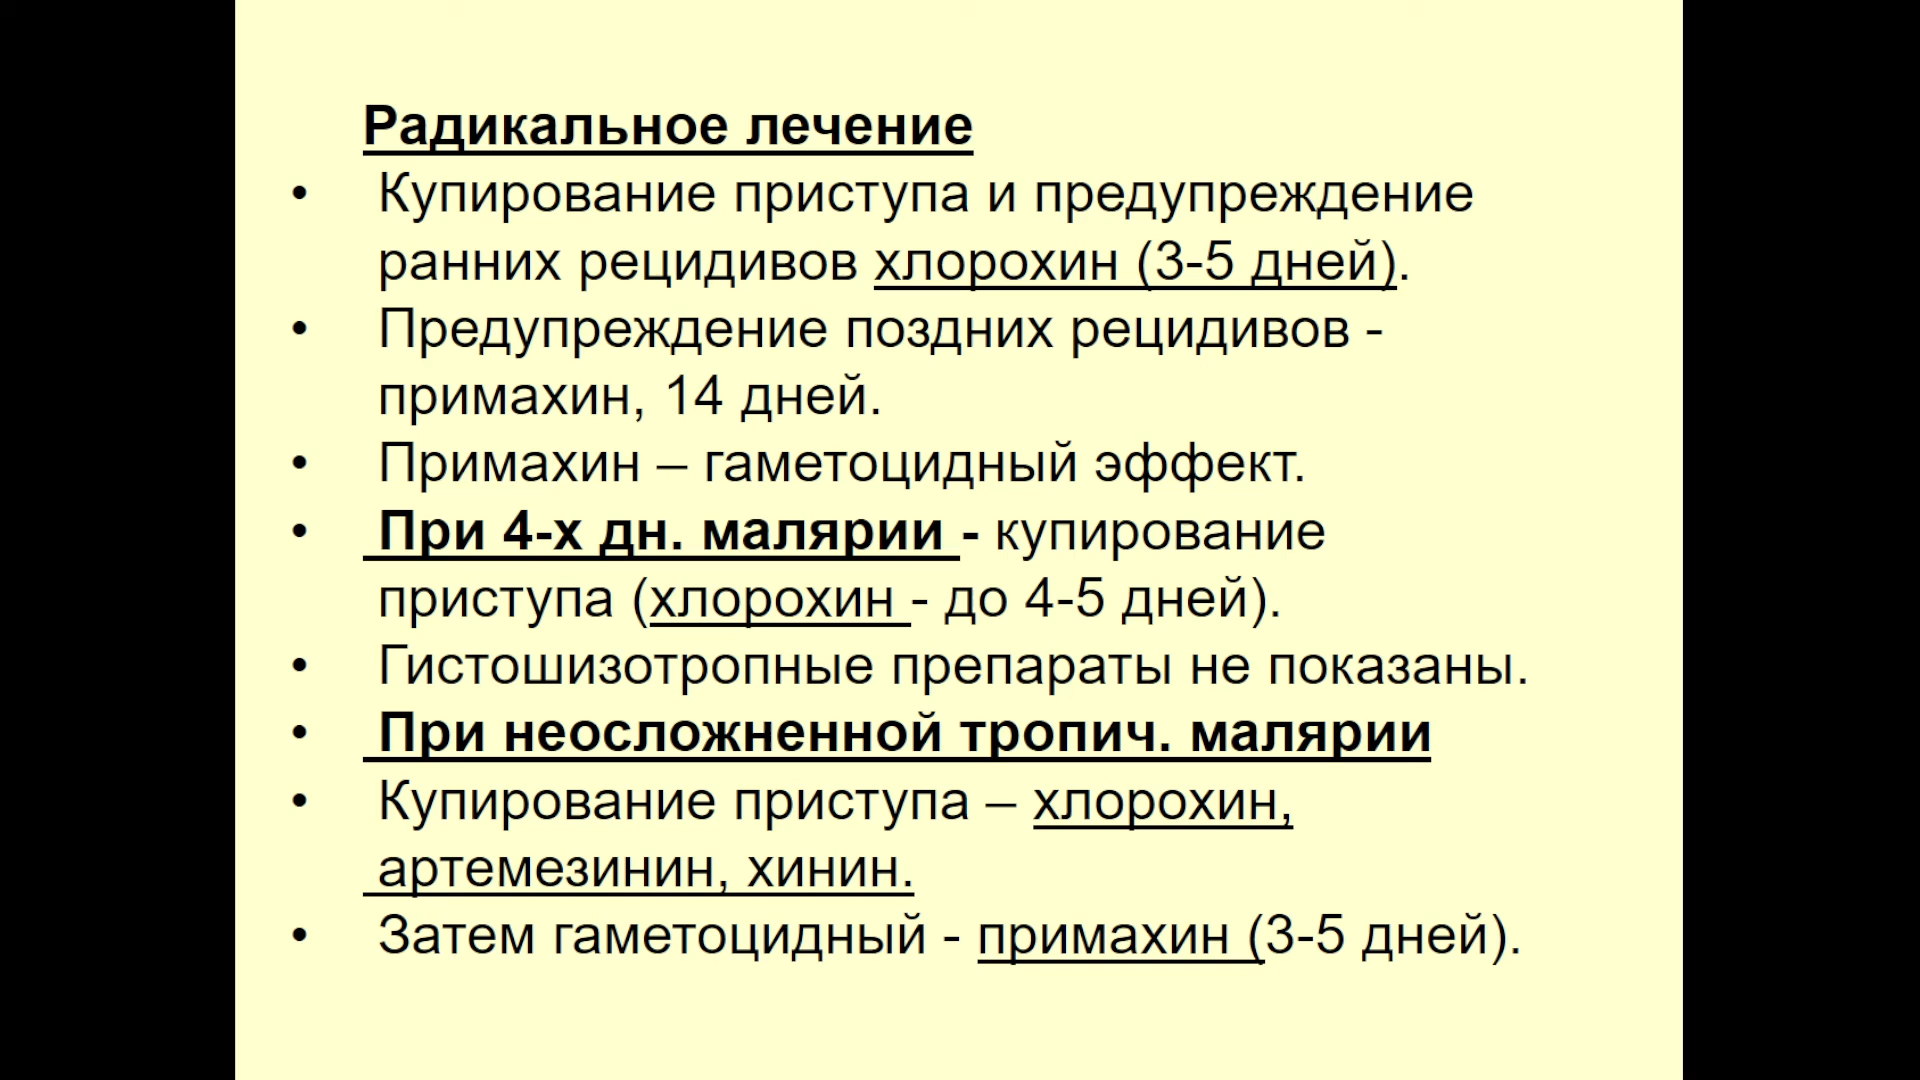 Радикальное лечение
• Купирование приступа и предупреждение
ранних рецидивов хлорохин (3-5 дней).
• Предупреждение поздних рецидивов -
примахин, 14 дней.
• Примахин – гаметоцидный эффект.
• При 4-х дн. малярии - купирование
приступа (хлорохин - до 4-5 дней).
• Гистошизотропные препараты не показаны.
• При неосложненной тропич. малярии
• Купирование приступа – хлорохин,
артемезинин, хинин.
• Затем гаметоцидный - примахин (3-5 дней).